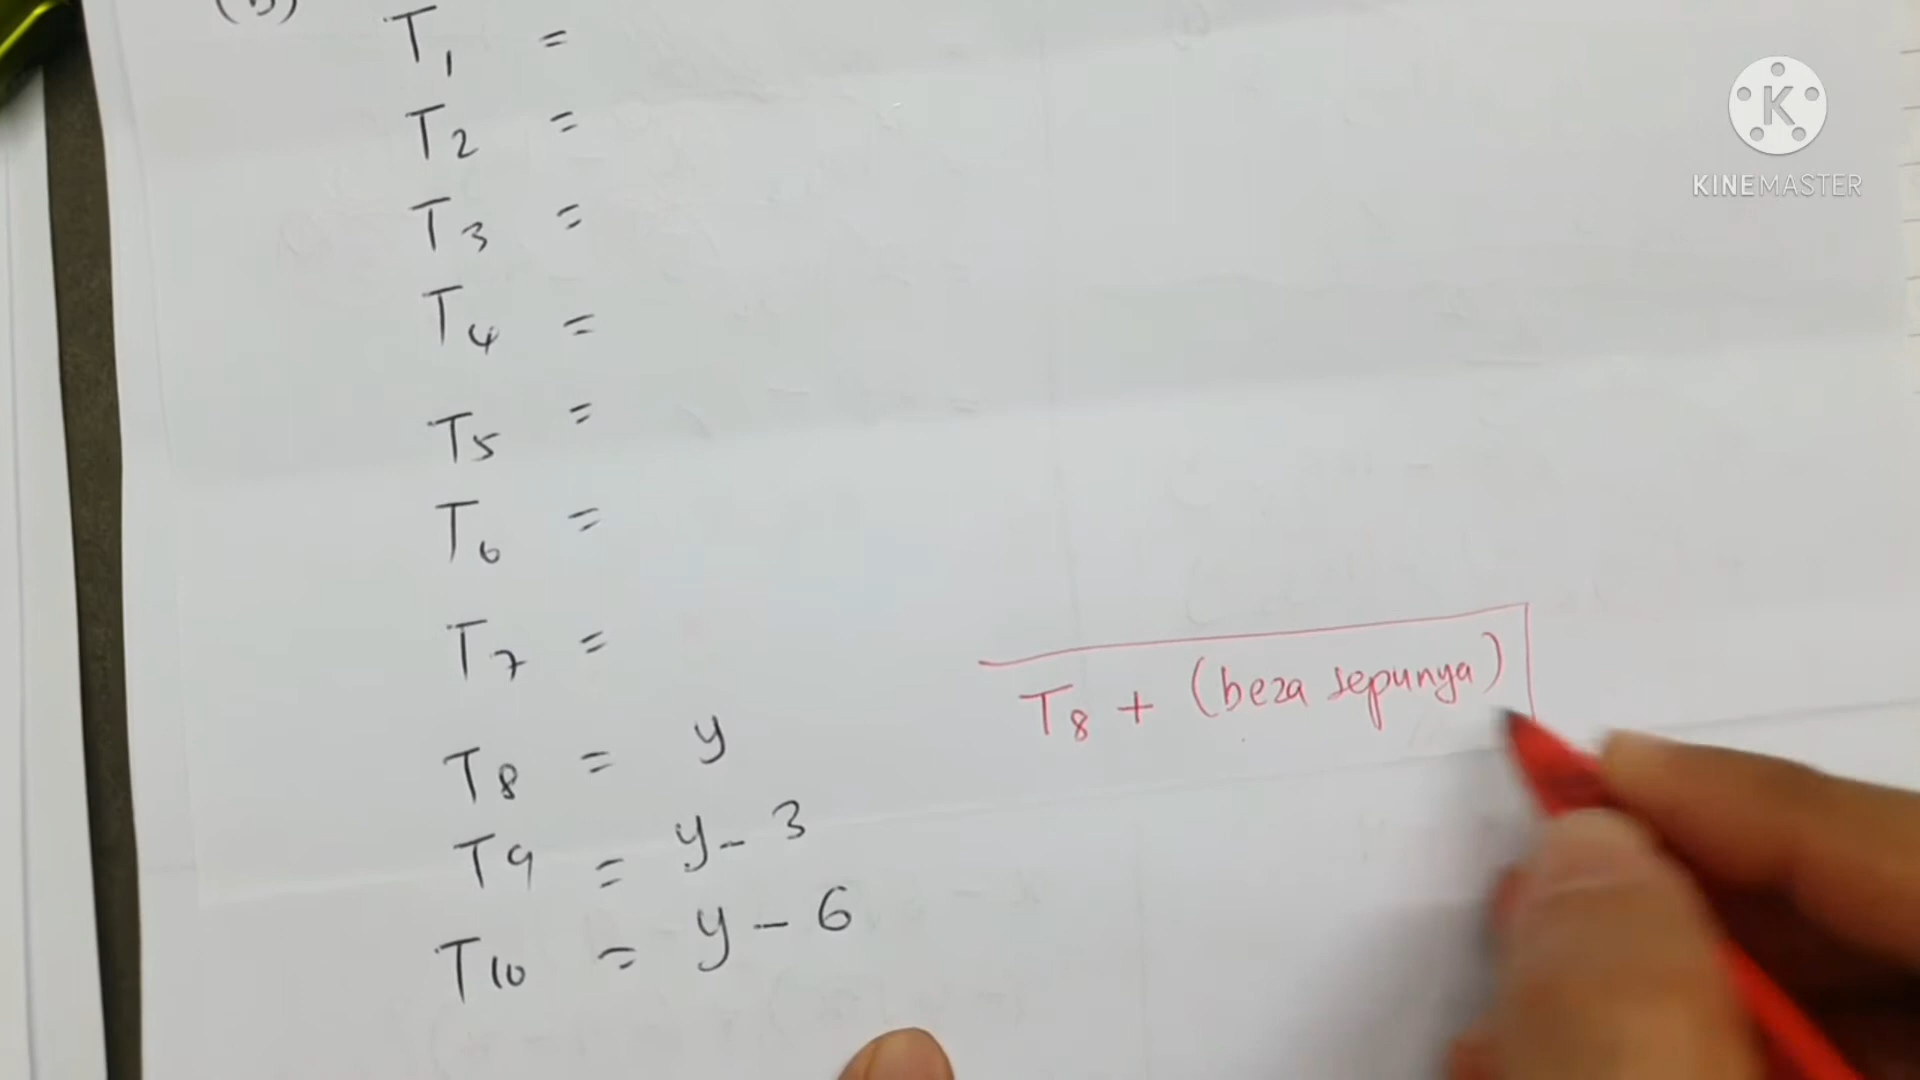 (b)
T1 =
K
T2 =
KINEMASTER
T3 =
T4 =
T5 =
T6 =
T7 =
T8 + (beza sepunya)
T8 = y
T9 = y - 3
T10 = y - 6